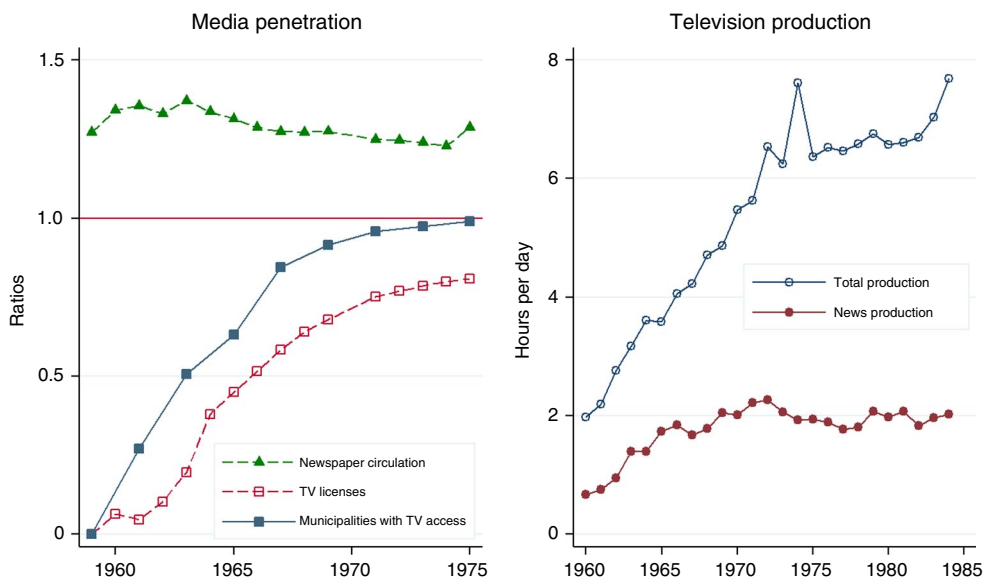 Media penetration
1.5
1.0
0.5
0
Ratios
Newspaper circulation
TV licenses
Municipalities with TV access
1960 1965 1970 1975
Television production
8
6
4
2
0
Hours per day
Total production
News production
1960 1965 1970 1975 1980 1985